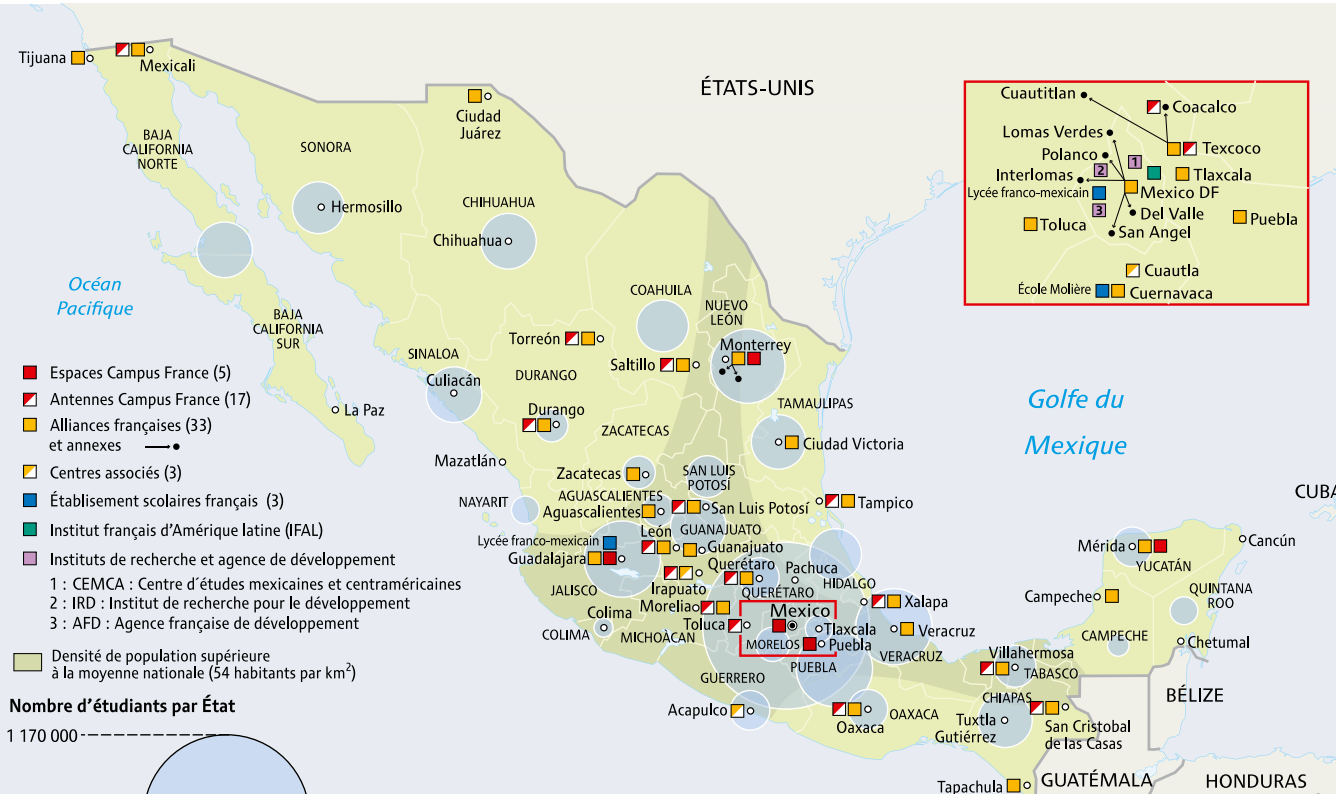 ÉTATS-UNIS
Tijuana
Mexicali
Ciudad
Juárez
BAJA
CALIFORNIA
NORTE
SONORA
Hermosillo
CHIHUAHUA
Chihuahua
Océan
Pacifique
BAJA
CALIFORNIA
SUR
COAHUILA
NUEVO
LEÓN
Torreón
Saltillo
Monterrey
SINALOA
Culiacán
DURANGO
Durango
La Paz
TAMAULIPAS
Ciudad Victoria
ZACATECAS
Mazatlán
Zacatecas
SAN LUIS
POTOSÍ
NAYARIT
AGUASCALIENTES
Aguascalientes
San Luis Potosí
Tampico
GUANAJUATO
Lycée franco-mexicain
León
Guanajuato
Guadalajara
Querétaro
Pachuca
HIDALGO
JALISCO
Irapuato
QUERÉTARO
Morelia
Mexico
Xalapa
Colima
COLIMA
MICHOÀCAN
Toluca
Tlaxcala
Veracruz
MORELOS
Puebla
VERACRUZ
PUEBLA
GUERRERO
Acapulco
Oaxaca
OAXACA
Villahermosa
TABASCO
CHIAPAS
Tuxtla
Gutiérrez
San Cristobal
de las Casas
Tapachula
Mérida
YUCATÁN
Cancún
Campeche
QUINTANA
ROO
CAMPECHE
Chetumal
Golfe du
Mexique
CUBA
BÉLIZE
GUATÉMALA
HONDURAS
Cuautitlan
Coacalco
Lomas Verdes
Polanco
Texcoco
Interlomas
1
2
Tlaxcala
Lycée franco-mexicain
Mexico DF
3
Del Valle
Toluca
Puebla
San Angel
Cuautla
École Molière
Cuernavaca
Espaces Campus France (5)
Antennes Campus France (17)
Alliances françaises (33)
et annexes
Centres associés (3)
Établisement scolaires français (3)
Institut français d'Amérique latine (IFAL)
Instituts de recherche et agence de développement
1 : CEMCA : Centre d'études mexicaines et centraméricaines
2 : IRD : Institut de recherche pour le développement
3 : AFD : Agence française de développement
Densité de population supérieure
à la moyenne nationale (54 habitants par km²)
Nombre d'étudiants par État
1 170 000